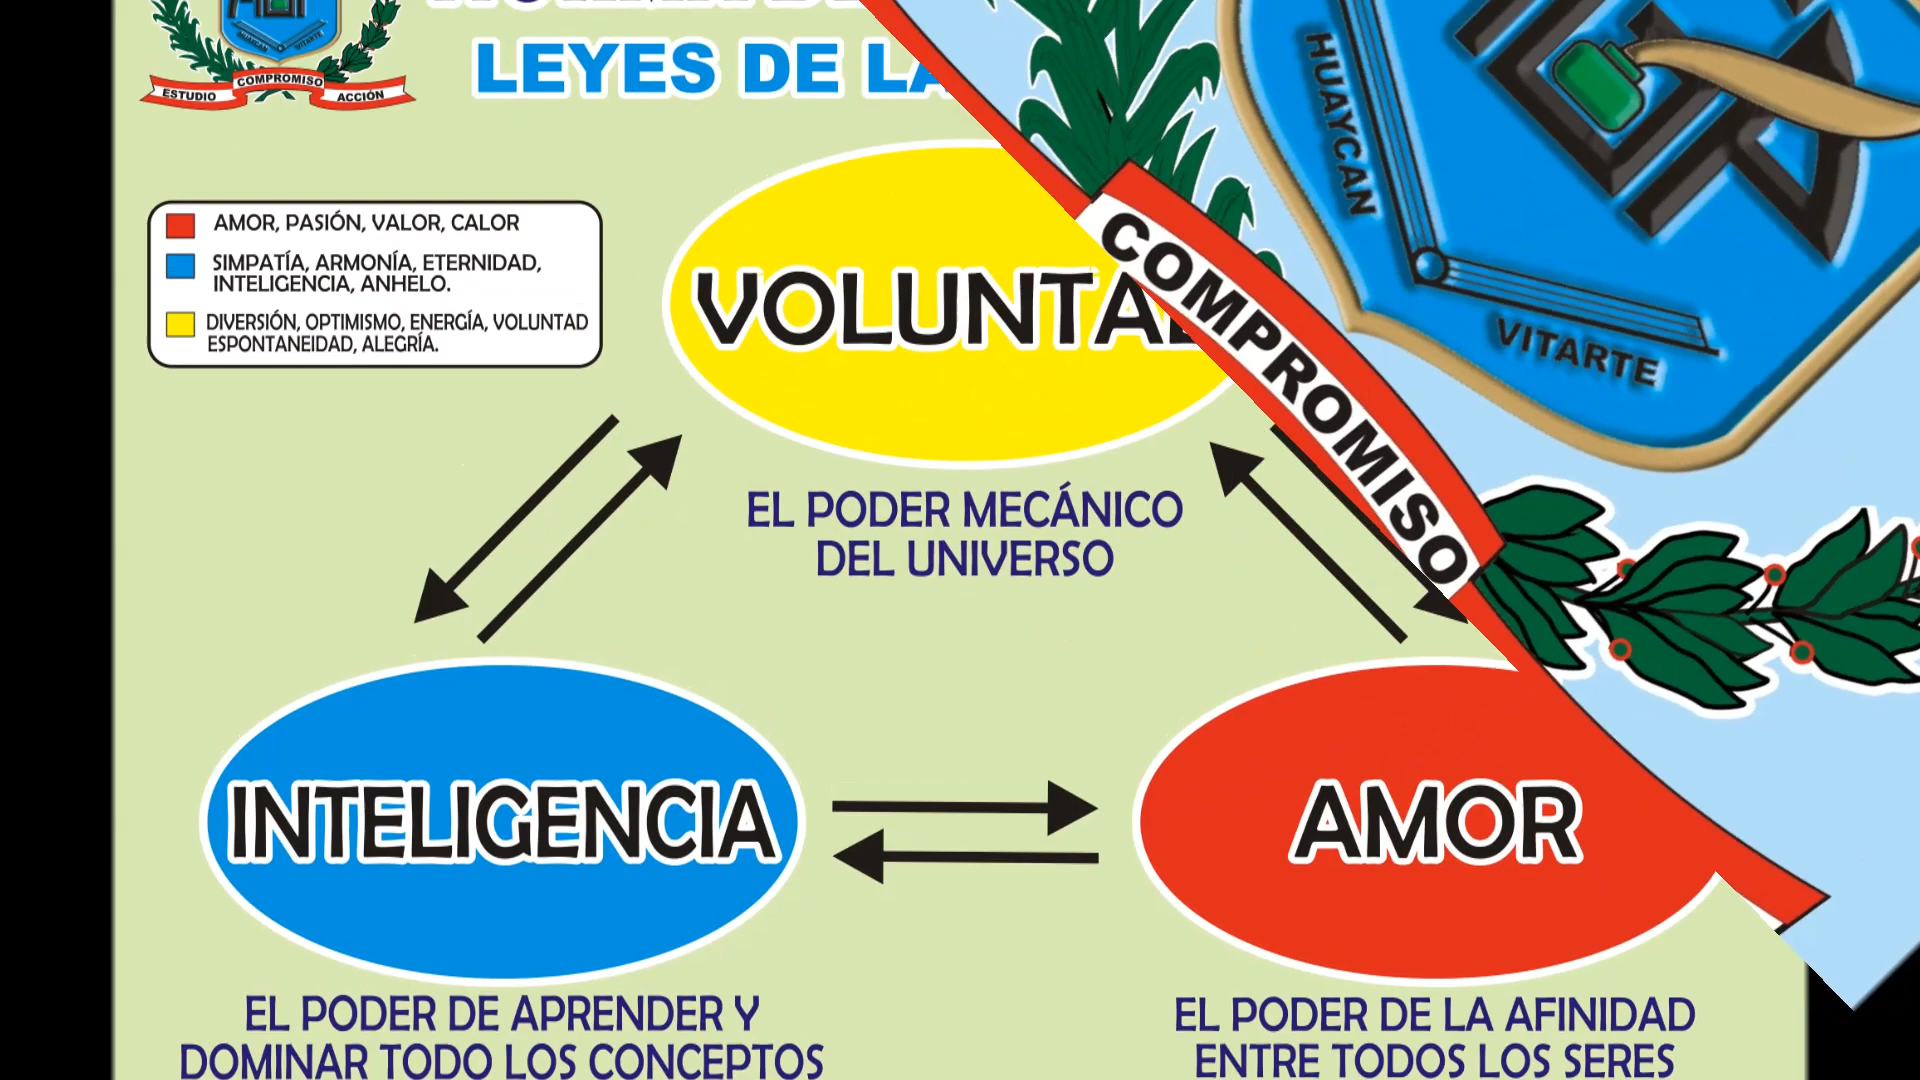 LEYES DE LA
COMPROMISO
ESTUDIO
ACCIÓN
AMOR, PASIÓN, VALOR, CALOR
SIMPATÍA, ARMONÍA, ETERNIDAD,
INTELIGENCIA, ANHELO.
DIVERSIÓN, OPTIMISMO, ENERGÍA, VOLUNTAD
ESPONTANEIDAD, ALEGRÍA.
VOLUNTAD
EL PODER MECÁNICO
DEL UNIVERSO
HUAYCAN
VITARTE
COMPROMISO
INTELIGENCIA
AMOR
EL PODER DE APRENDER Y
DOMINAR TODO LOS CONCEPTOS
EL PODER DE LA AFINIDAD
ENTRE TODOS LOS SERES